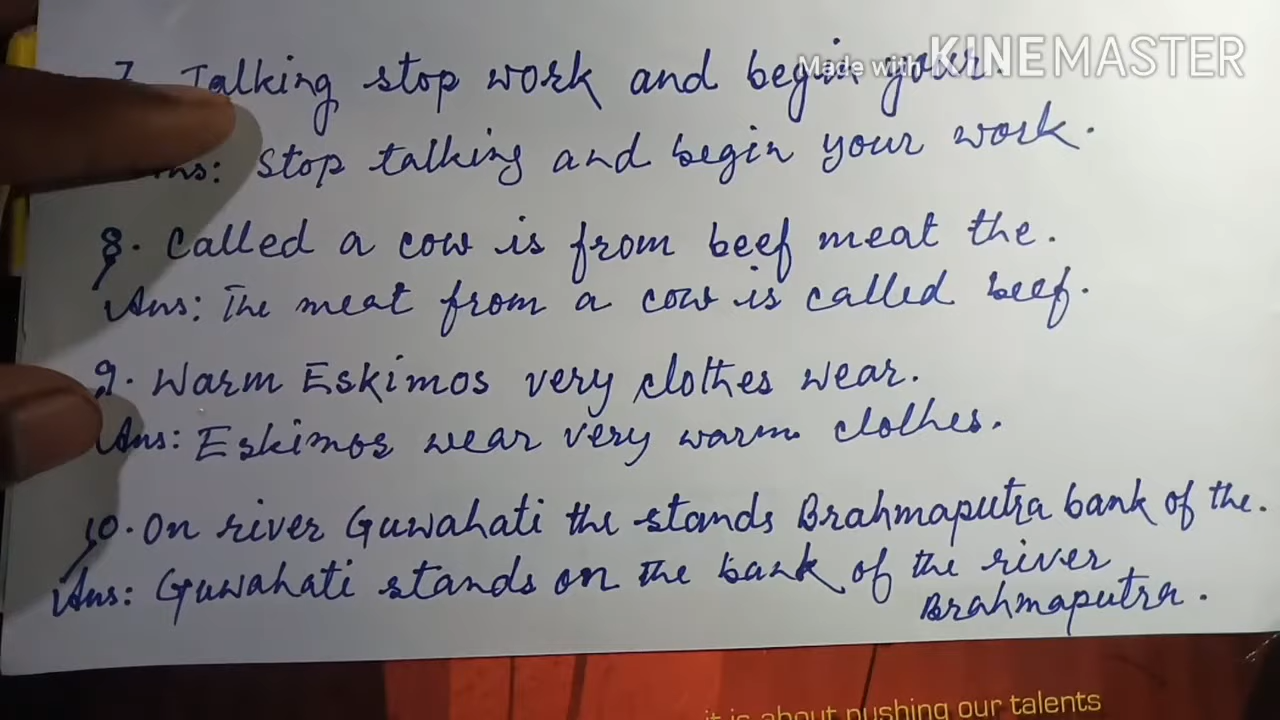 Made with KINEMASTER
7. Talking stop work and begin your.
Ans: Stop talking and begin your work.
8. Called a cow is from beef meat the.
Ans: The meat from a cow is called beef.
9. Warm Eskimos very clothes wear.
Ans: Eskimos wear very warm clothes.
10. On river Guwahati the stands Brahmaputra bank of the.
Ans: Guwahati stands on the bank of the river
Brahmaputra.
it is about pushing our talents